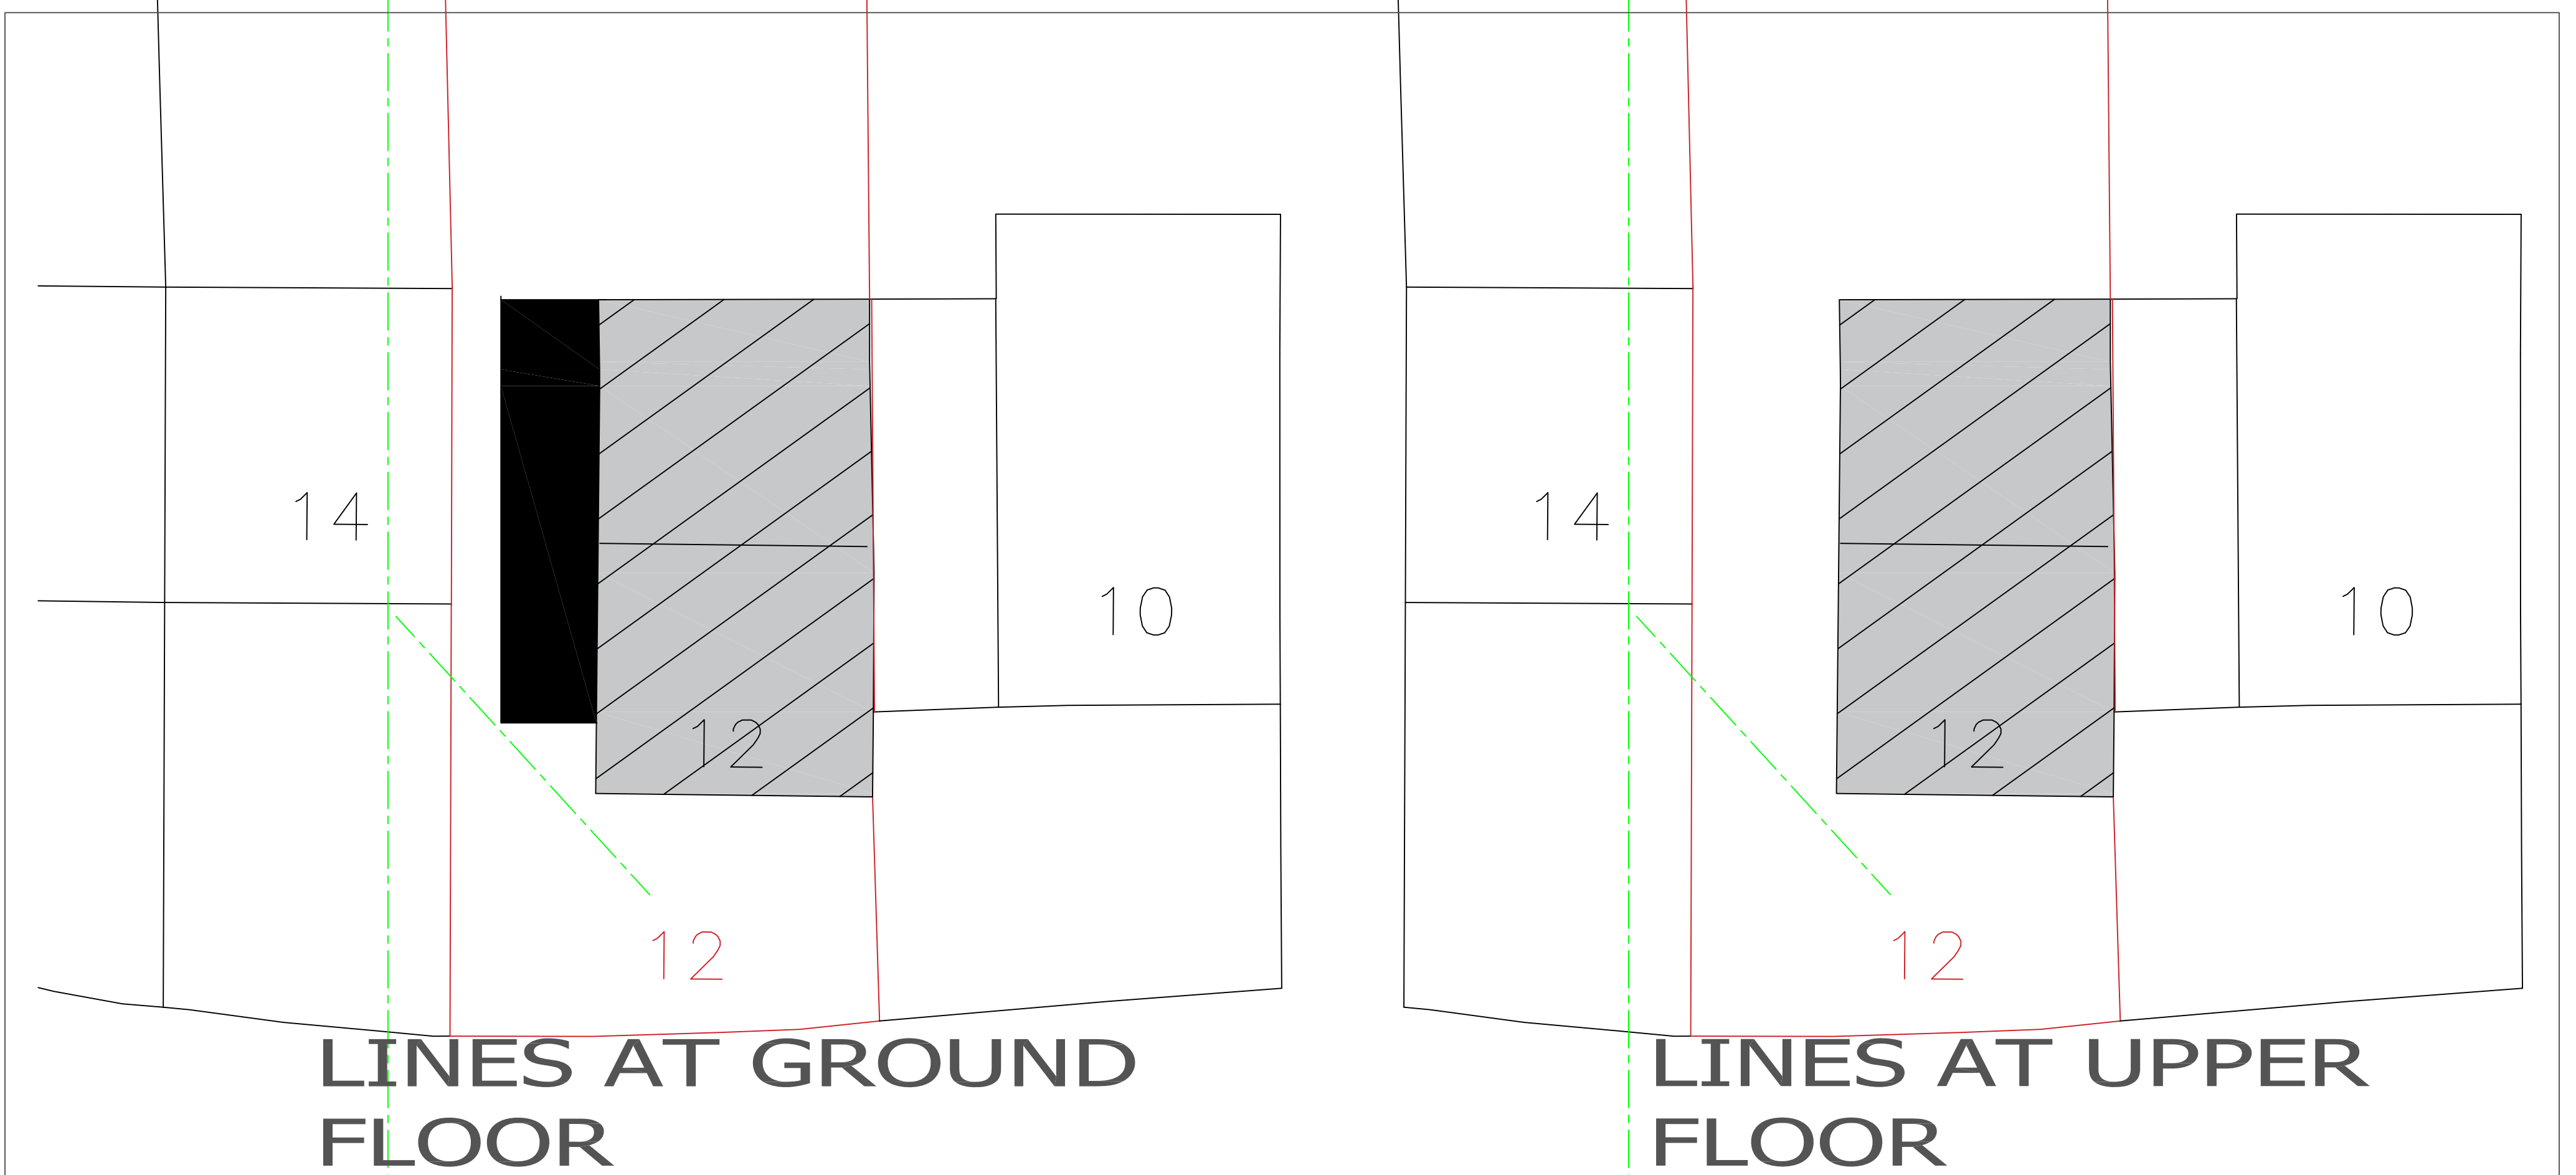 14
10
12
12
LINES AT GROUND
FLOOR
14
10
12
12
LINES AT UPPER
FLOOR